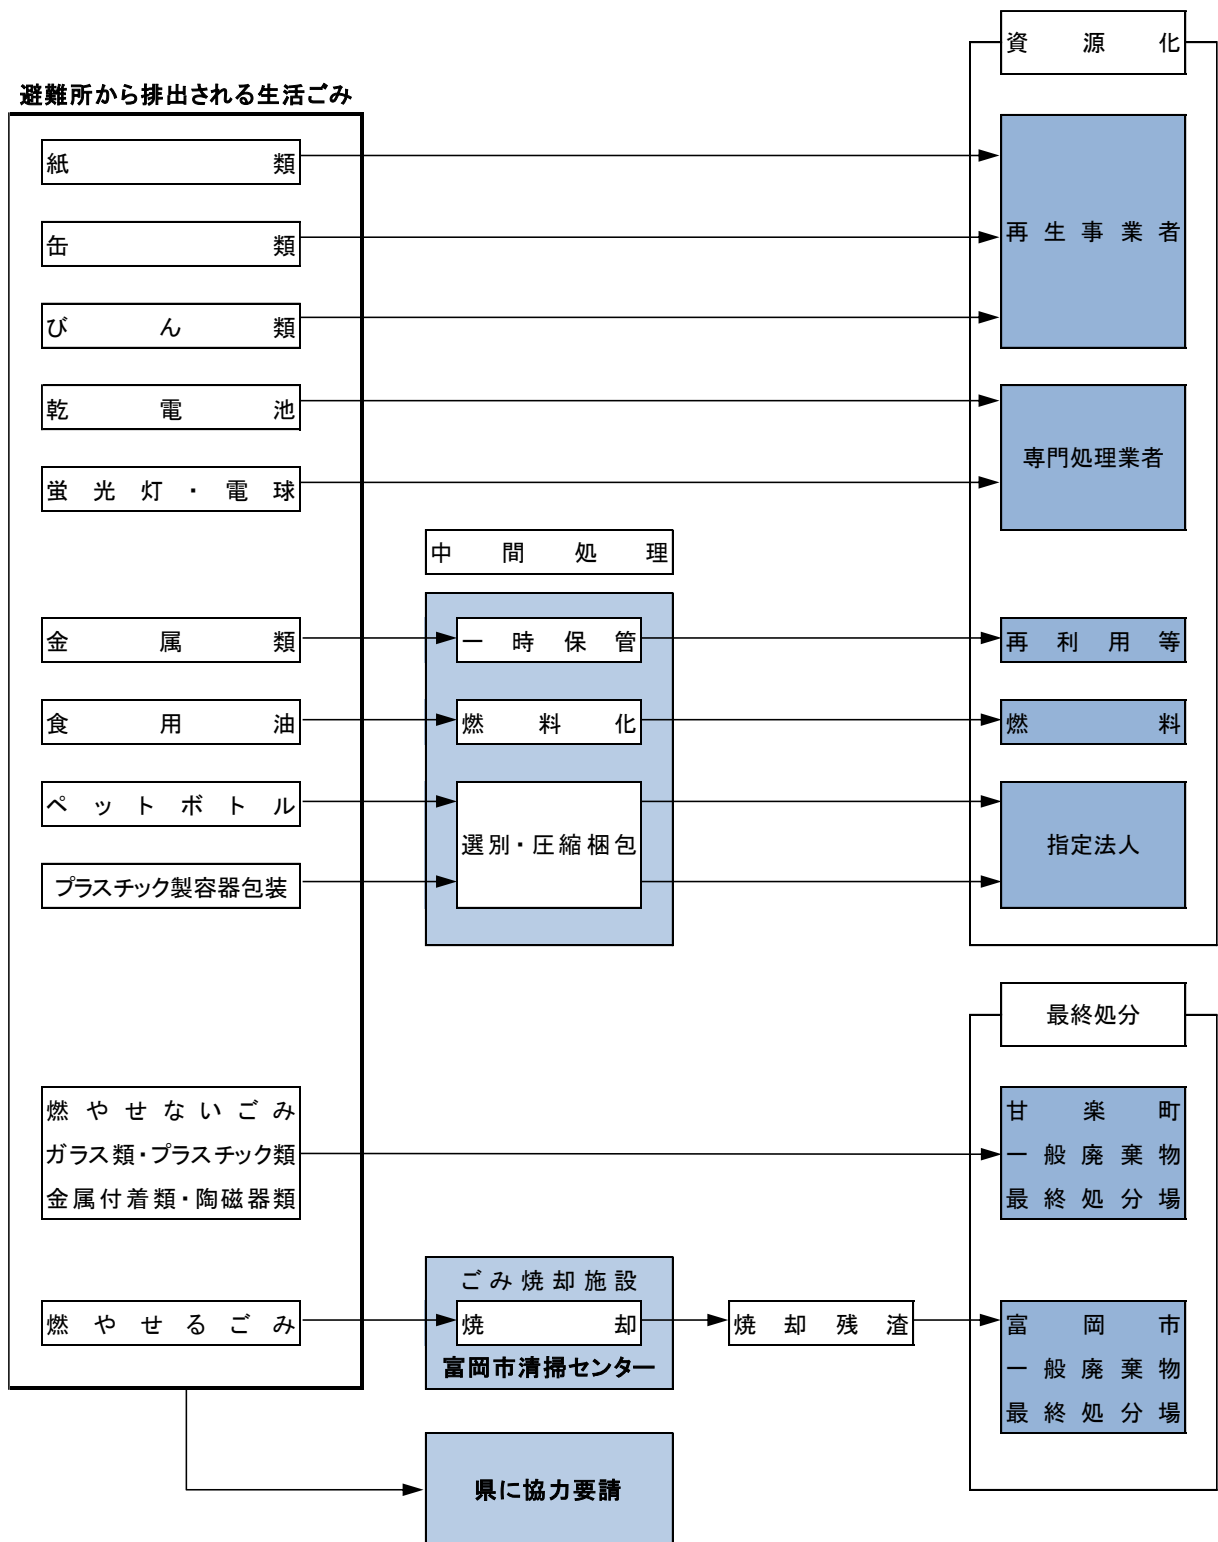 資源化
避難所から排出される生活ごみ
紙類
缶類
再生事業者
びん類
乾電池
専門処理業者
蛍光灯・電球
中間処理
金属類
一時保管
再利用等
食用油
燃料化
燃料
ペットボトル
選別・圧縮梱包
指定法人
プラスチック製容器包装
最終処分
燃やせないごみ
ガラス類・プラスチック類
金属付着類・陶磁器類
甘楽町
一般廃棄物
最終処分場
ごみ焼却施設
燃やせるごみ
焼却
焼却残渣
富岡市清掃センター
富岡市
一般廃棄物
最終処分場
県に協力要請